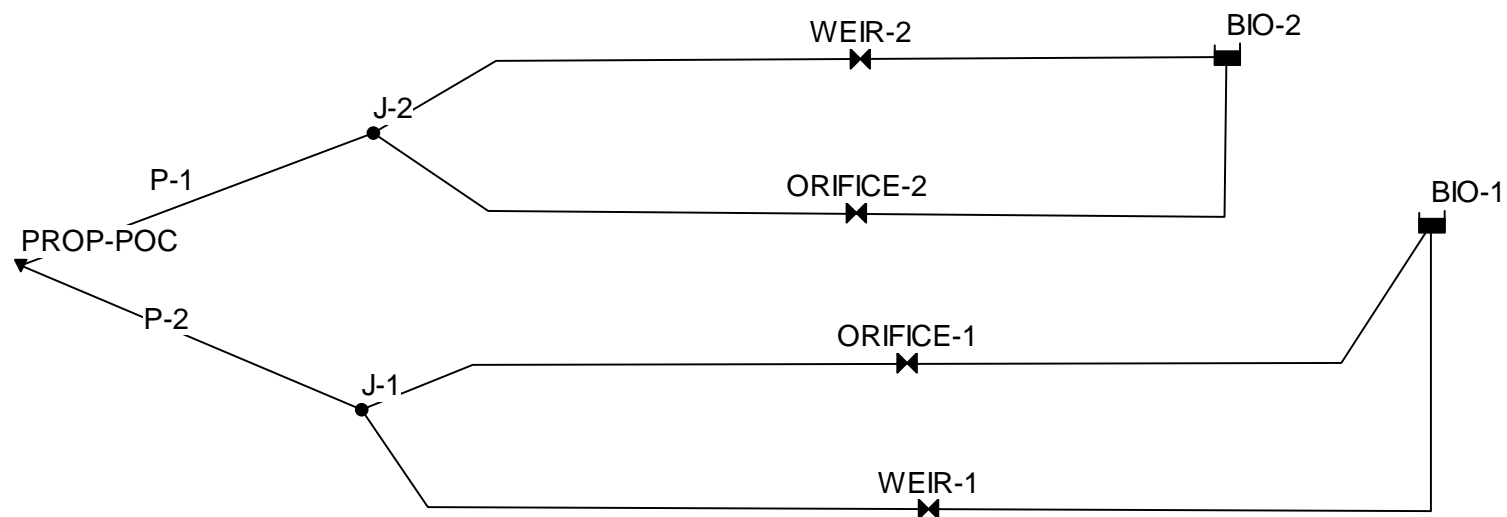 BIO-2
WEIR-2
J-2
P-1
ORIFICE-2
BIO-1
PROP-POC
P-2
ORIFICE-1
J-1
WEIR-1